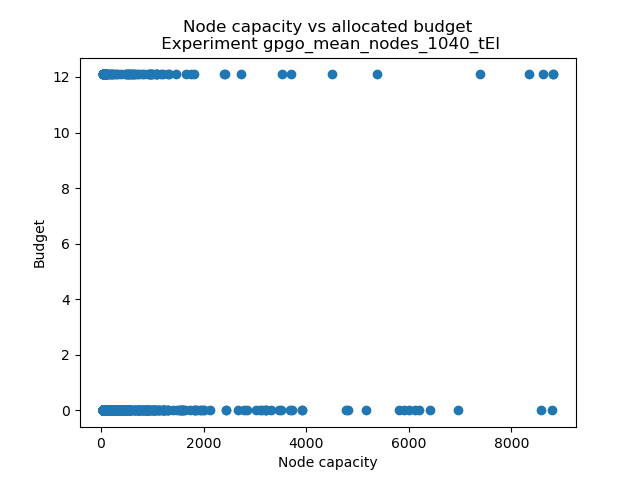 Node capacity vs allocated budget
Experiment gpgo_mean_nodes_1040_tEI
12
10
8
6
4
2
0
Budget
0 2000 4000 6000 8000
Node capacity